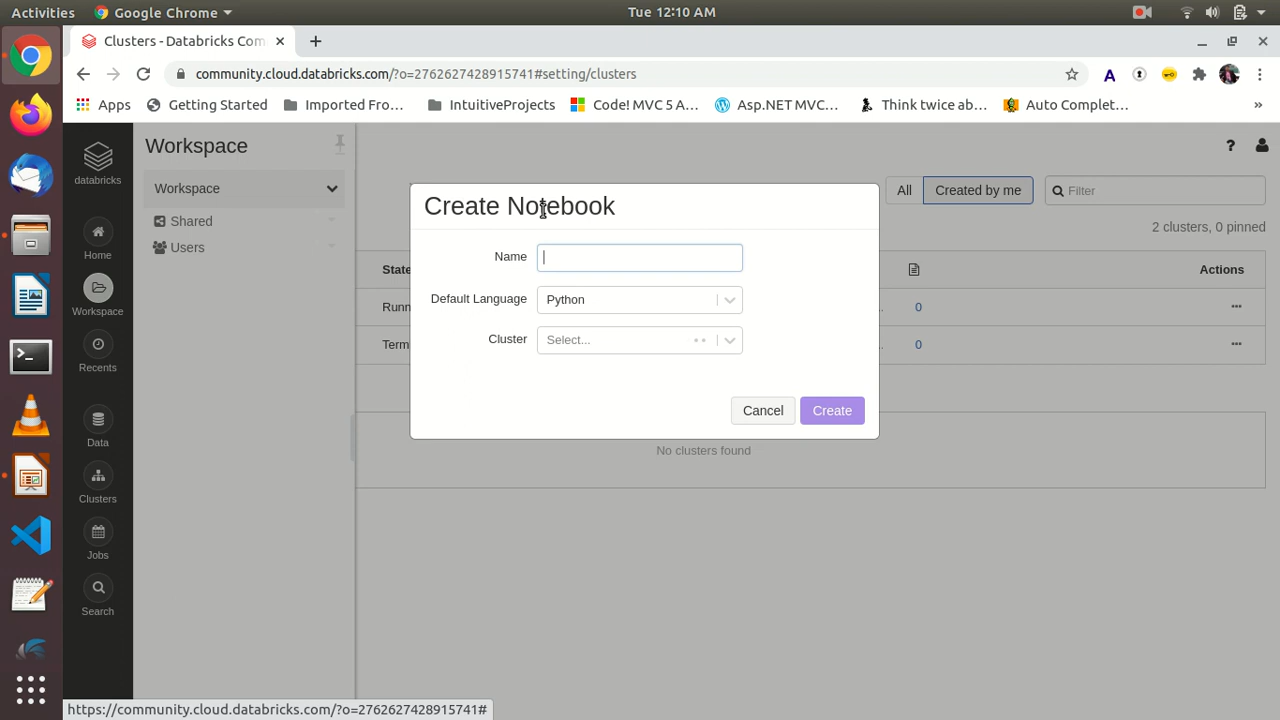 Activities
Google Chrome
Tue 12:10 AM
Clusters - Databricks Com
community.cloud.databricks.com/?o=2762627428915741#setting/clusters
Apps
Getting Started
Imported Fro...
IntuitiveProjects
Code! MVC 5 A...
Asp.NET MVC...
Think twice ab...
Auto Complet...
»
databricks
Home
Workspace
Recents
Data
Clusters
Jobs
Search
Workspace
Workspace
Shared
Users
All
Created by me
Filter
2 clusters, 0 pinned
State
Actions
Runn
0
Term
0
No clusters found
Create Notebook
Name
Default Language
Python
Cluster
Select...
Cancel
Create
https://community.cloud.databricks.com/?o=2762627428915741#